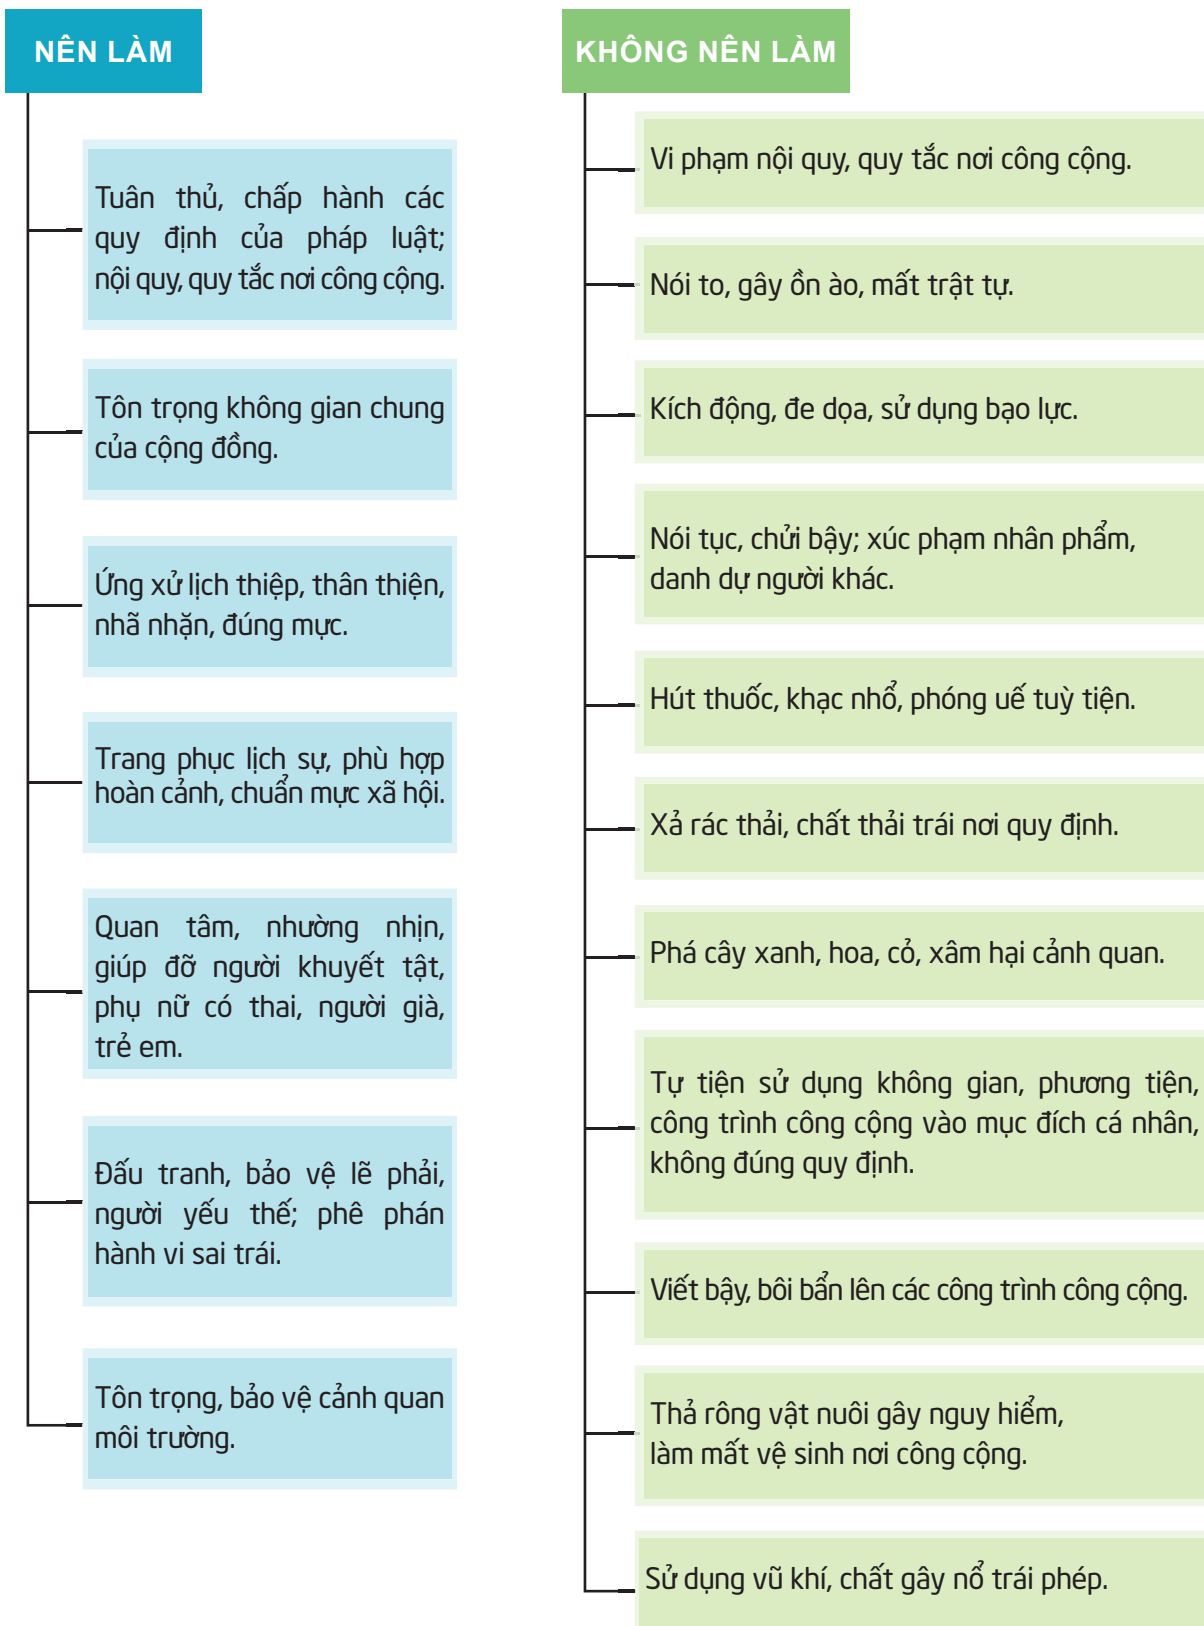 NÊN LÀM
Tuân thủ, chấp hành các
quy định của pháp luật;
nội quy, quy tắc nơi công cộng.
Tôn trọng không gian chung
của cộng đồng.
Ứng xử lịch thiệp, thân thiện,
nhã nhặn, đúng mực.
Trang phục lịch sự, phù hợp
hoàn cảnh, chuẩn mực xã hội.
Quan tâm, nhường nhịn,
giúp đỡ người khuyết tật,
phụ nữ có thai, người già,
trẻ em.
Đấu tranh, bảo vệ lẽ phải,
người yếu thế; phê phán
hành vi sai trái.
Tôn trọng, bảo vệ cảnh quan
môi trường.
KHÔNG NÊN LÀM
Vi phạm nội quy, quy tắc nơi công cộng.
Nói to, gây ồn ào, mất trật tự.
Kích động, đe dọa, sử dụng bạo lực.
Nói tục, chửi bậy; xúc phạm nhân phẩm,
danh dự người khác.
Hút thuốc, khạc nhổ, phóng uế tuỳ tiện.
Xả rác thải, chất thải trái nơi quy định.
Phá cây xanh, hoa, cỏ, xâm hại cảnh quan.
Tự tiện sử dụng không gian, phương tiện,
công trình công cộng vào mục đích cá nhân,
không đúng quy định.
Viết bậy, bôi bẩn lên các công trình công cộng.
Thả rông vật nuôi gây nguy hiểm,
làm mất vệ sinh nơi công cộng.
Sử dụng vũ khí, chất gây nổ trái phép.